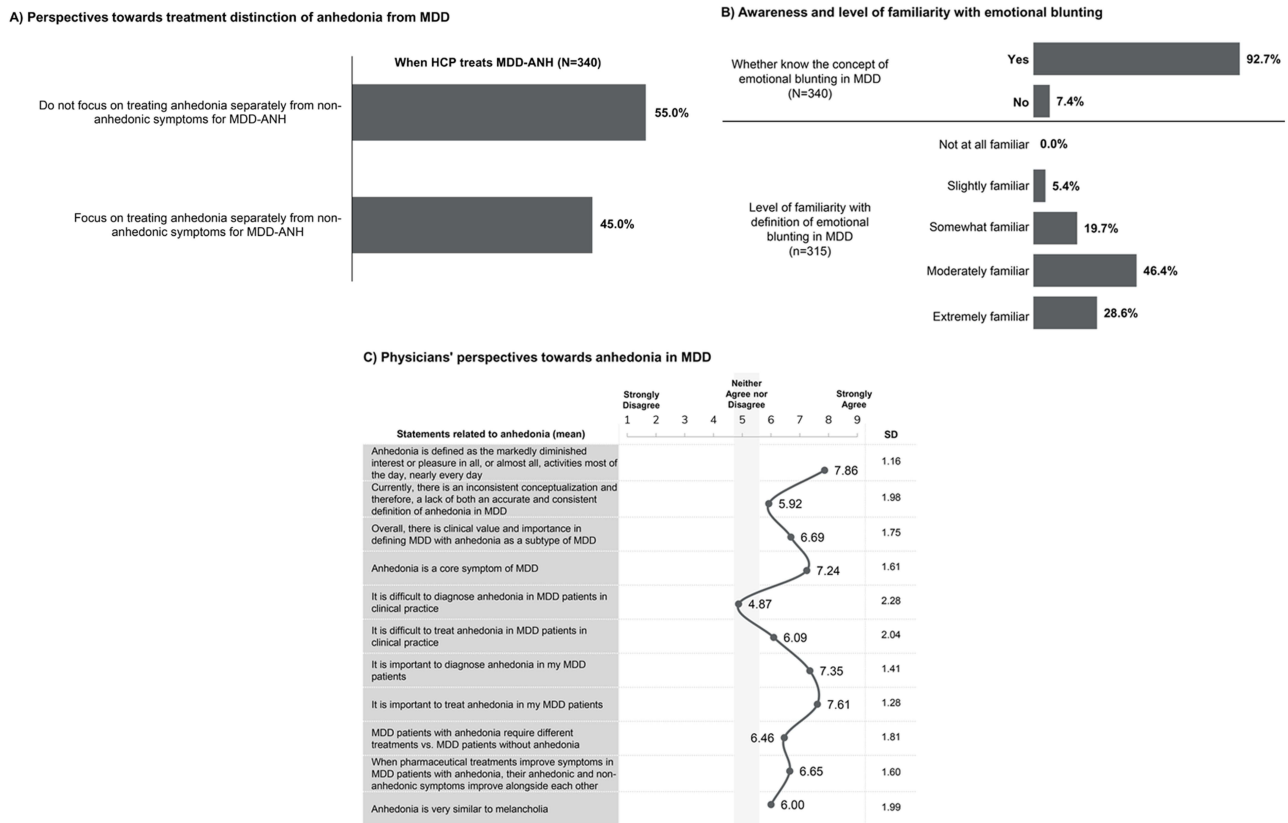 A) Perspectives towards treatment distinction of anhedonia from MDD
When HCP treats MDD-ANH (N=340)
Do not focus on treating anhedonia separately from non-
anhedonic symptoms for MDD-ANH
55.0%
Focus on treating anhedonia separately from non-
anhedonic symptoms for MDD-ANH
45.0%
B) Awareness and level of familiarity with emotional blunting
Whether know the concept of
emotional blunting in MDD
(N=340)
Yes
92.7%
No
7.4%
Level of familiarity with
definition of emotional
blunting in MDD
(n=315)
Not at all familiar
0.0%
Slightly familiar
5.4%
Somewhat familiar
19.7%
Moderately familiar
46.4%
Extremely familiar
28.6%
C) Physicians' perspectives towards anhedonia in MDD
Strongly
Disagree
Neither
Agree nor
Disagree
Strongly
Agree
1 2 3 4 5 6 7 8 9
Statements related to anhedonia (mean)
SD
Anhedonia is defined as the markedly diminished
interest or pleasure in all, or almost all, activities most of
the day, nearly every day
7.86
1.16
Currently, there is an inconsistent conceptualization and
therefore, a lack of both an accurate and consistent
definition of anhedonia in MDD
5.92
1.98
Overall, there is clinical value and importance in
defining MDD with anhedonia as a subtype of MDD
6.69
1.75
Anhedonia is a core symptom of MDD
7.24
1.61
It is difficult to diagnose anhedonia in MDD patients in
clinical practice
4.87
2.28
It is difficult to treat anhedonia in MDD patients in
clinical practice
6.09
2.04
It is important to diagnose anhedonia in my MDD
patients
7.35
1.41
It is important to treat anhedonia in my MDD patients
7.61
1.28
MDD patients with anhedonia require different
treatments vs. MDD patients without anhedonia
6.46
1.81
When pharmaceutical treatments improve symptoms in
MDD patients with anhedonia, their anhedonic and non-
anhedonic symptoms improve alongside each other
6.65
1.60
Anhedonia is very similar to melancholia
6.00
1.99